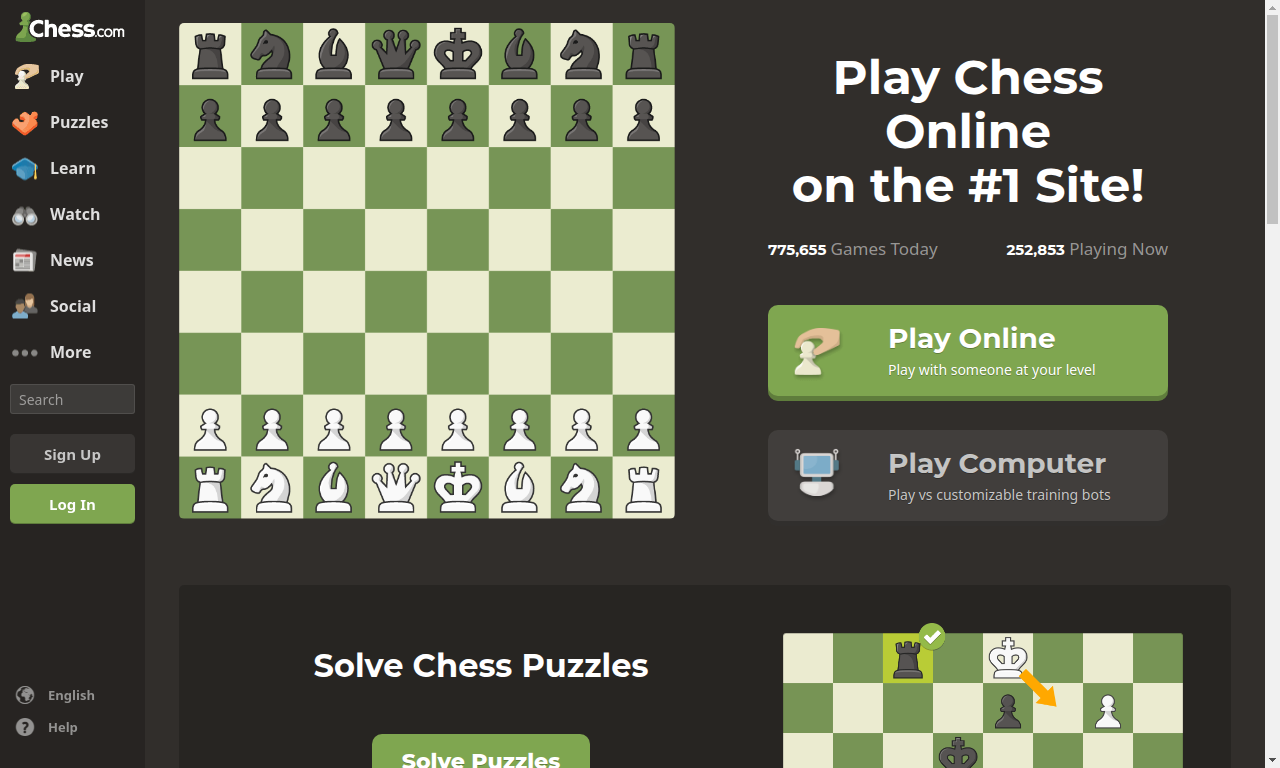 Chess.com
Play
Puzzles
Learn
Watch
News
Social
More
Search
Sign Up
Log In
English
Help
Play Chess
Online
on the #1 Site!
775,655 Games Today
252,853 Playing Now
Play Online
Play with someone at your level
Play Computer
Play vs customizable training bots
Solve Chess Puzzles
Solve Puzzles